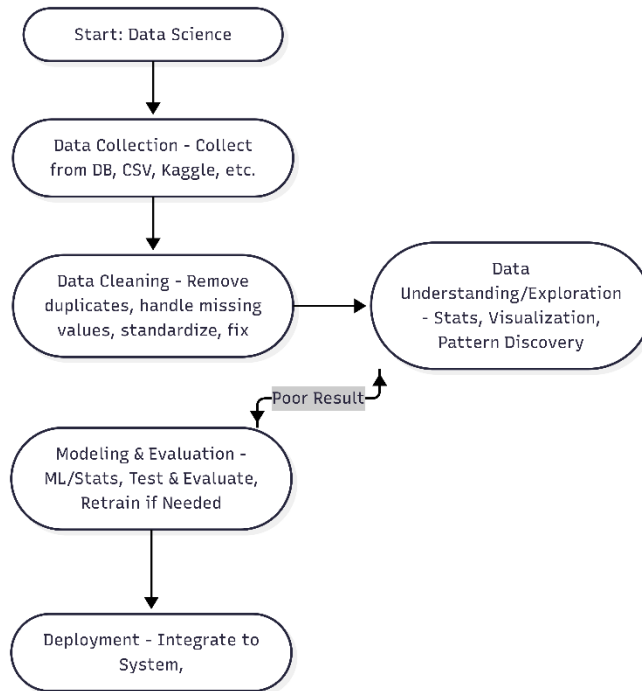 Start: Data Science
Data Collection - Collect
from DB, CSV, Kaggle, etc.
Data Cleaning - Remove
duplicates, handle missing
values, standardize, fix
Data
Understanding/Exploration
- Stats, Visualization,
Pattern Discovery
Poor Result
Modeling & Evaluation -
ML/Stats, Test & Evaluate,
Retrain if Needed
Deployment - Integrate to
System,